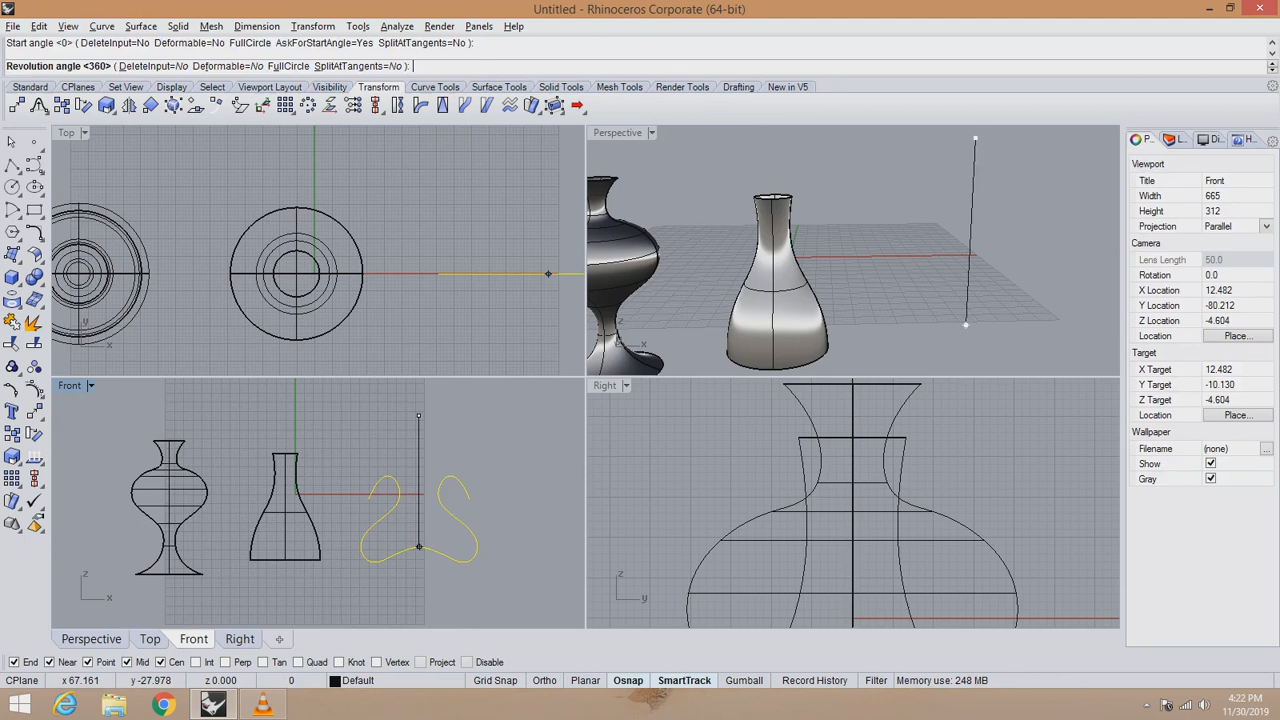 Untitled - Rhinoceros Corporate (64-bit)
File Edit View Curve Surface Solid Mesh Dimension Transform Tools Analyze Render Panels Help
Start angle <0> ( DeleteInput=No Deformable=No FullCircle AskForStartAngle=Yes SplitAtTangents=No ):
Revolution angle <360> ( DeleteInput=No Deformable=No FullCircle SplitAtTangents=No ):
Standard CPlanes Set View Display Select Viewport Layout Visibility Transform Curve Tools Surface Tools Solid Tools Mesh Tools Render Tools Drafting New in V5
Top
Perspective
P... L... Di... H...
Viewport
Title Front
Width 665
Height 312
Projection Parallel
Camera
Lens Length 50.0
Rotation 0.0
X Location 12.482
Y Location -80.212
Z Location -4.604
Location Place...
Target
X Target 12.482
Y Target -10.130
Z Target -4.604
Location Place...
Wallpaper
Filename (none) ...
Show
Gray
y
x
z
x
Front
Right
z
x
z
y
Perspective Top Front Right
End Near Point Mid Cen Int Perp Tan Quad Knot Vertex Project Disable
CPlane x 67.161 y -27.978 z 0.000 0 Default Grid Snap Ortho Planar Osnap SmartTrack Gumball Record History Filter Memory use: 248 MB
4:22 PM
11/30/2019